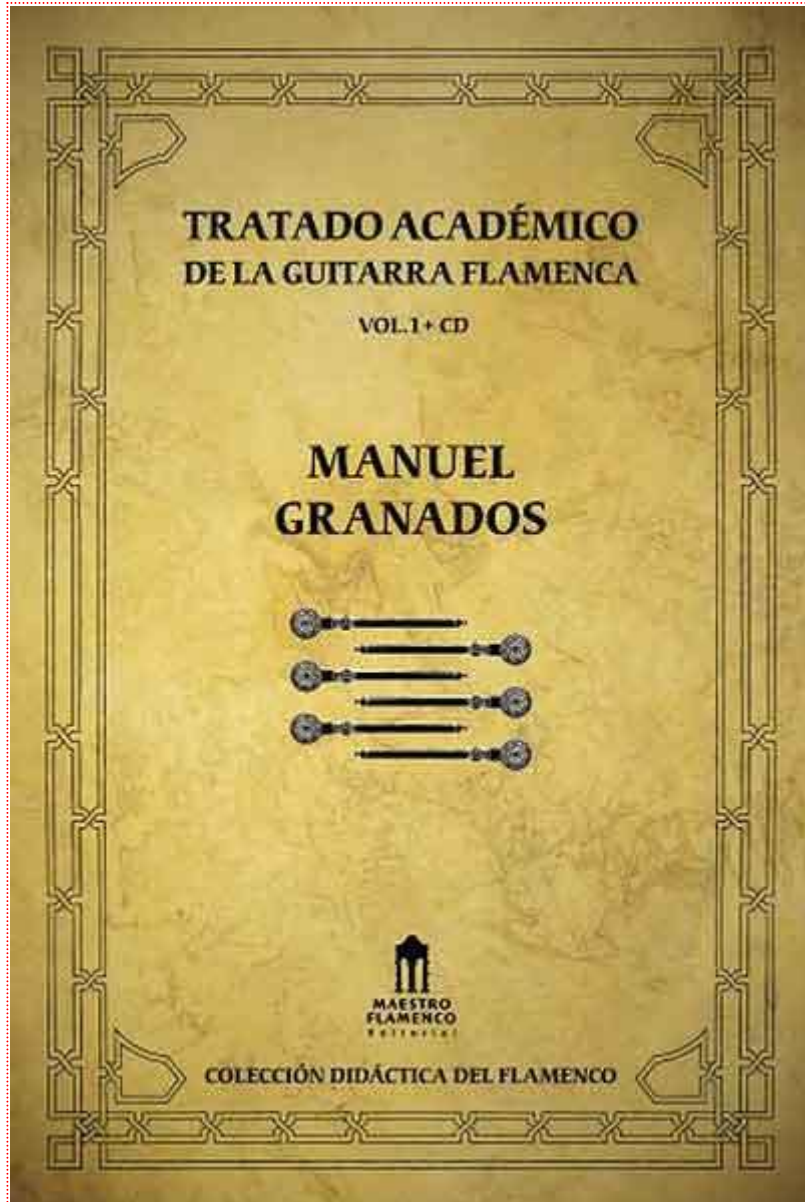 TRATADO ACADÉMICO
DE LA GUITARRA FLAMENCA
VOL.1 + CD
MANUEL
GRANADOS
MAESTRO
FLAMENCO
Editorial
COLECCIÓN DIDÁCTICA DEL FLAMENCO